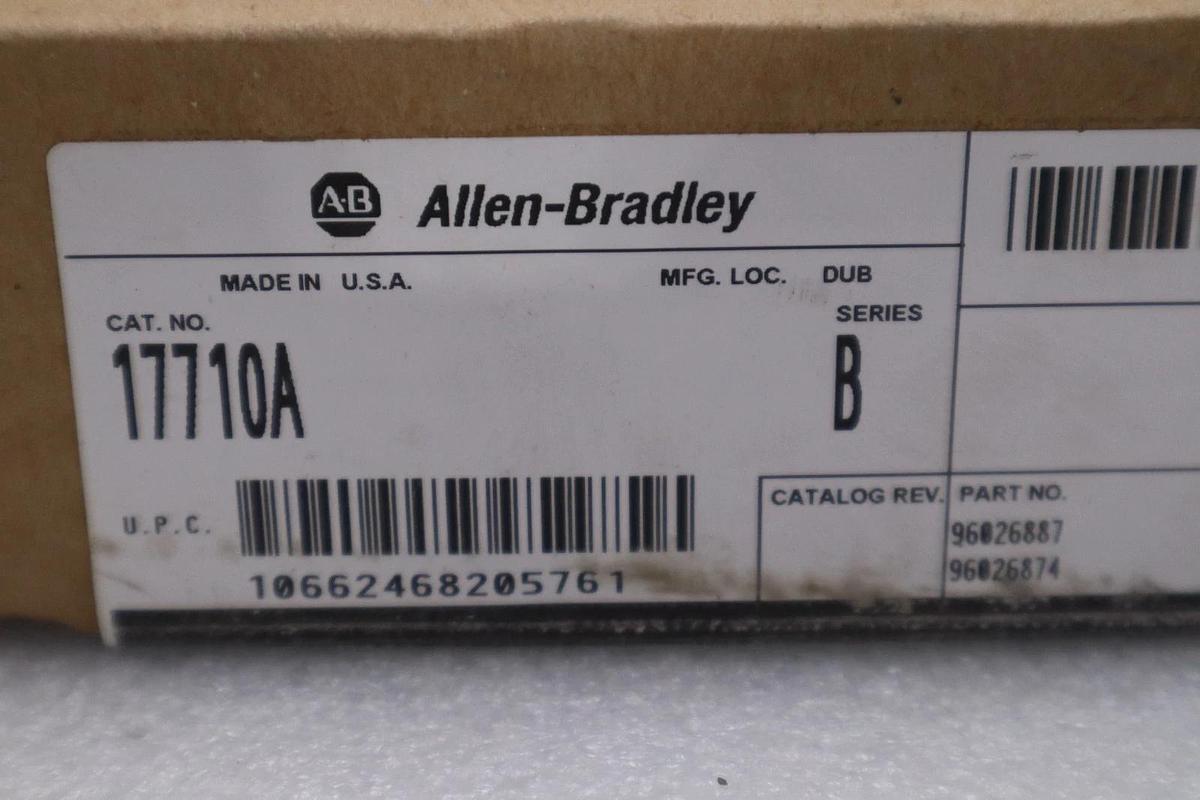 A·B Allen-Bradley
MADE IN U.S.A. MFG. LOC. DUB
CAT. NO. SERIES
17710A B
U.P.C.
10662468205761
CATALOG REV. PART NO.
96026887
96026874